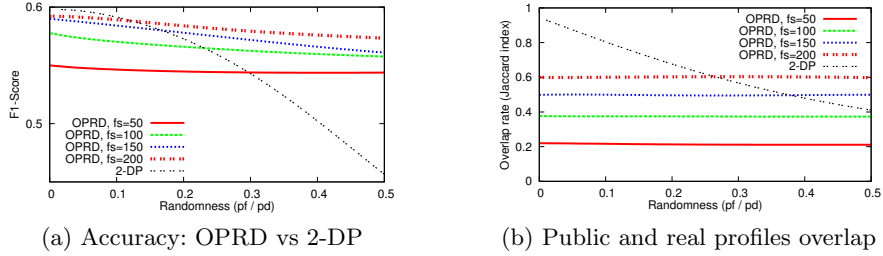 0.6
0.5
F1-Score
OPRD, fs=50
OPRD, fs=100
OPRD, fs=150
OPRD, fs=200
2-DP
0 0.1 0.2 0.3 0.4 0.5
Randomness (pf / pd)
(a) Accuracy: OPRD vs 2-DP
1
0.8
0.6
0.4
0.2
0
Overlap rate (Jaccard index)
OPRD, fs=50
OPRD, fs=100
OPRD, fs=150
OPRD, fs=200
2-DP
0 0.1 0.2 0.3 0.4 0.5
Randomness (pf / pd)
(b) Public and real profiles overlap